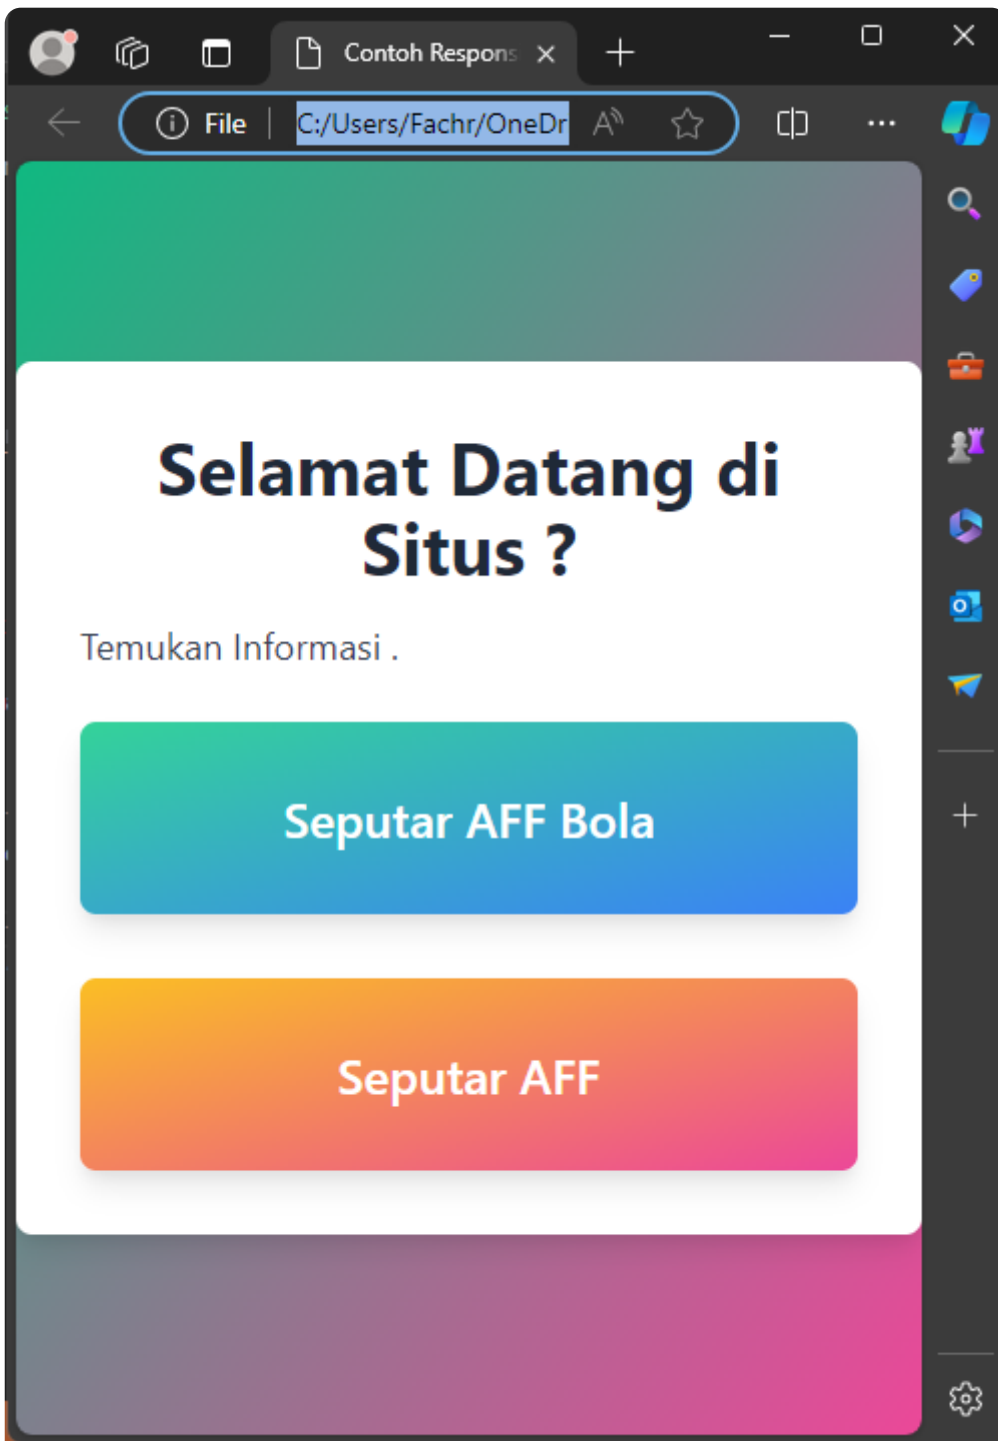 Contoh Respons
File
C:/Users/Fachr/OneDr
Selamat Datang di
Situs ?
Temukan Informasi .
Seputar AFF Bola
Seputar AFF